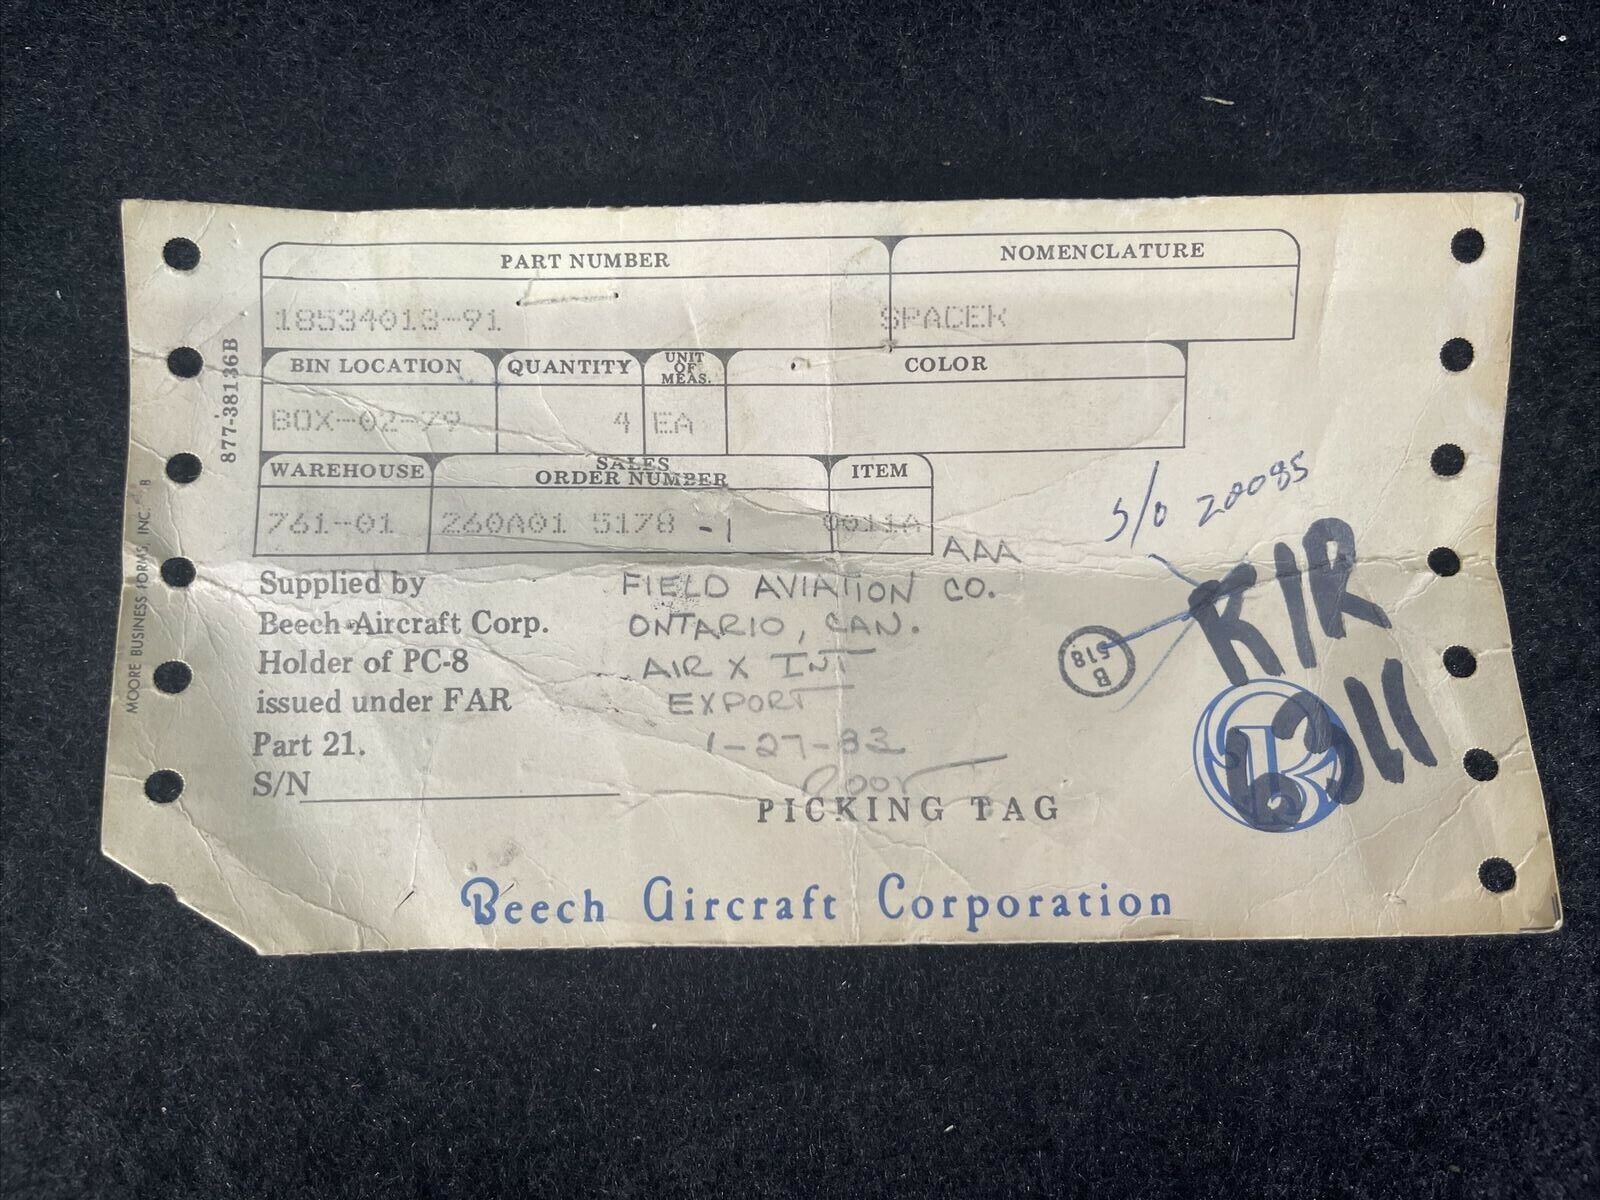 PART NUMBER NOMENCLATURE
18534013-91 SPACER
BIN LOCATION QUANTITY UNIT OF MEAS. COLOR
BOX-02-79 4 EA
WAREHOUSE SALES ORDER NUMBER ITEM
761-01 260A01 5178 -1 0011A
AAA
S/O 20085
Supplied by
Beech Aircraft Corp.
Holder of PC-8
issued under FAR
Part 21.
S/N
FIELD AVIATION CO.
ONTARIO, CAN.
AIR X INT
EXPORT
1-27-83
PICKING TAG
B
518
B
Beech Aircraft Corporation
877-38136B
MOORE BUSINESS FORMS, INC. B